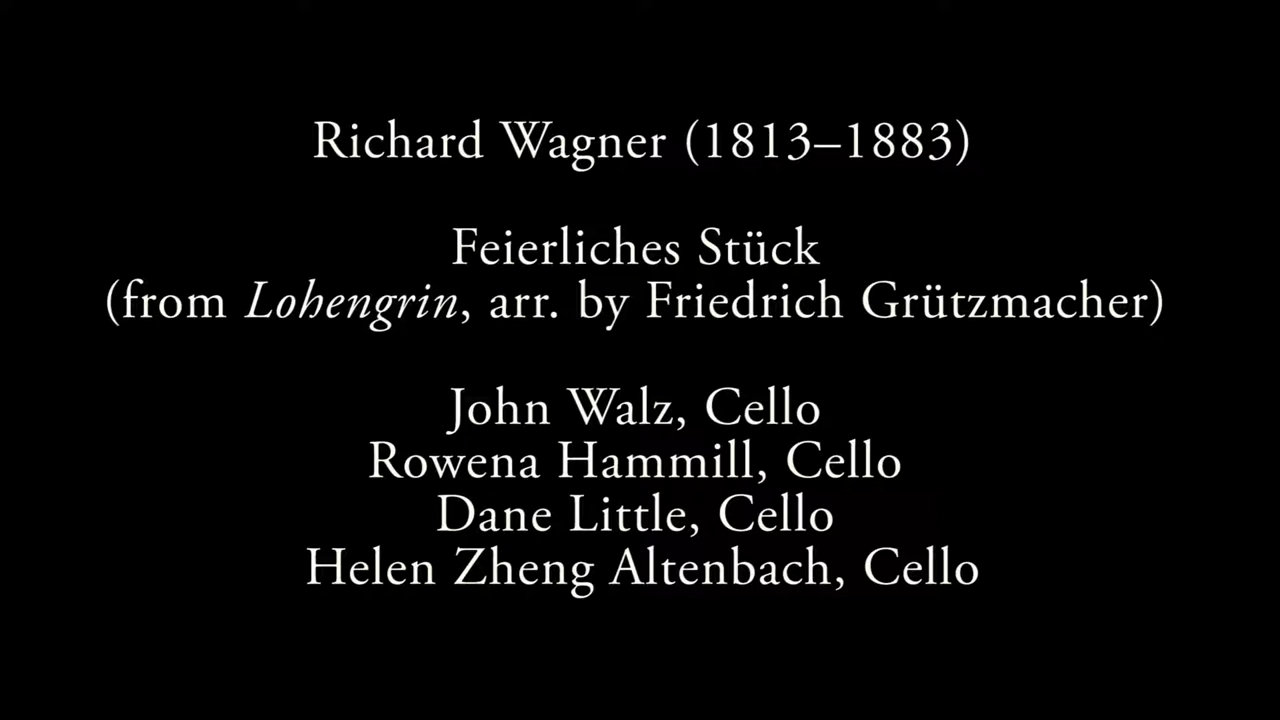 Richard Wagner (1813–1883)
Feierliches Stück
(from Lohengrin, arr. by Friedrich Grützmacher)
John Walz, Cello
Rowena Hammill, Cello
Dane Little, Cello
Helen Zheng Altenbach, Cello